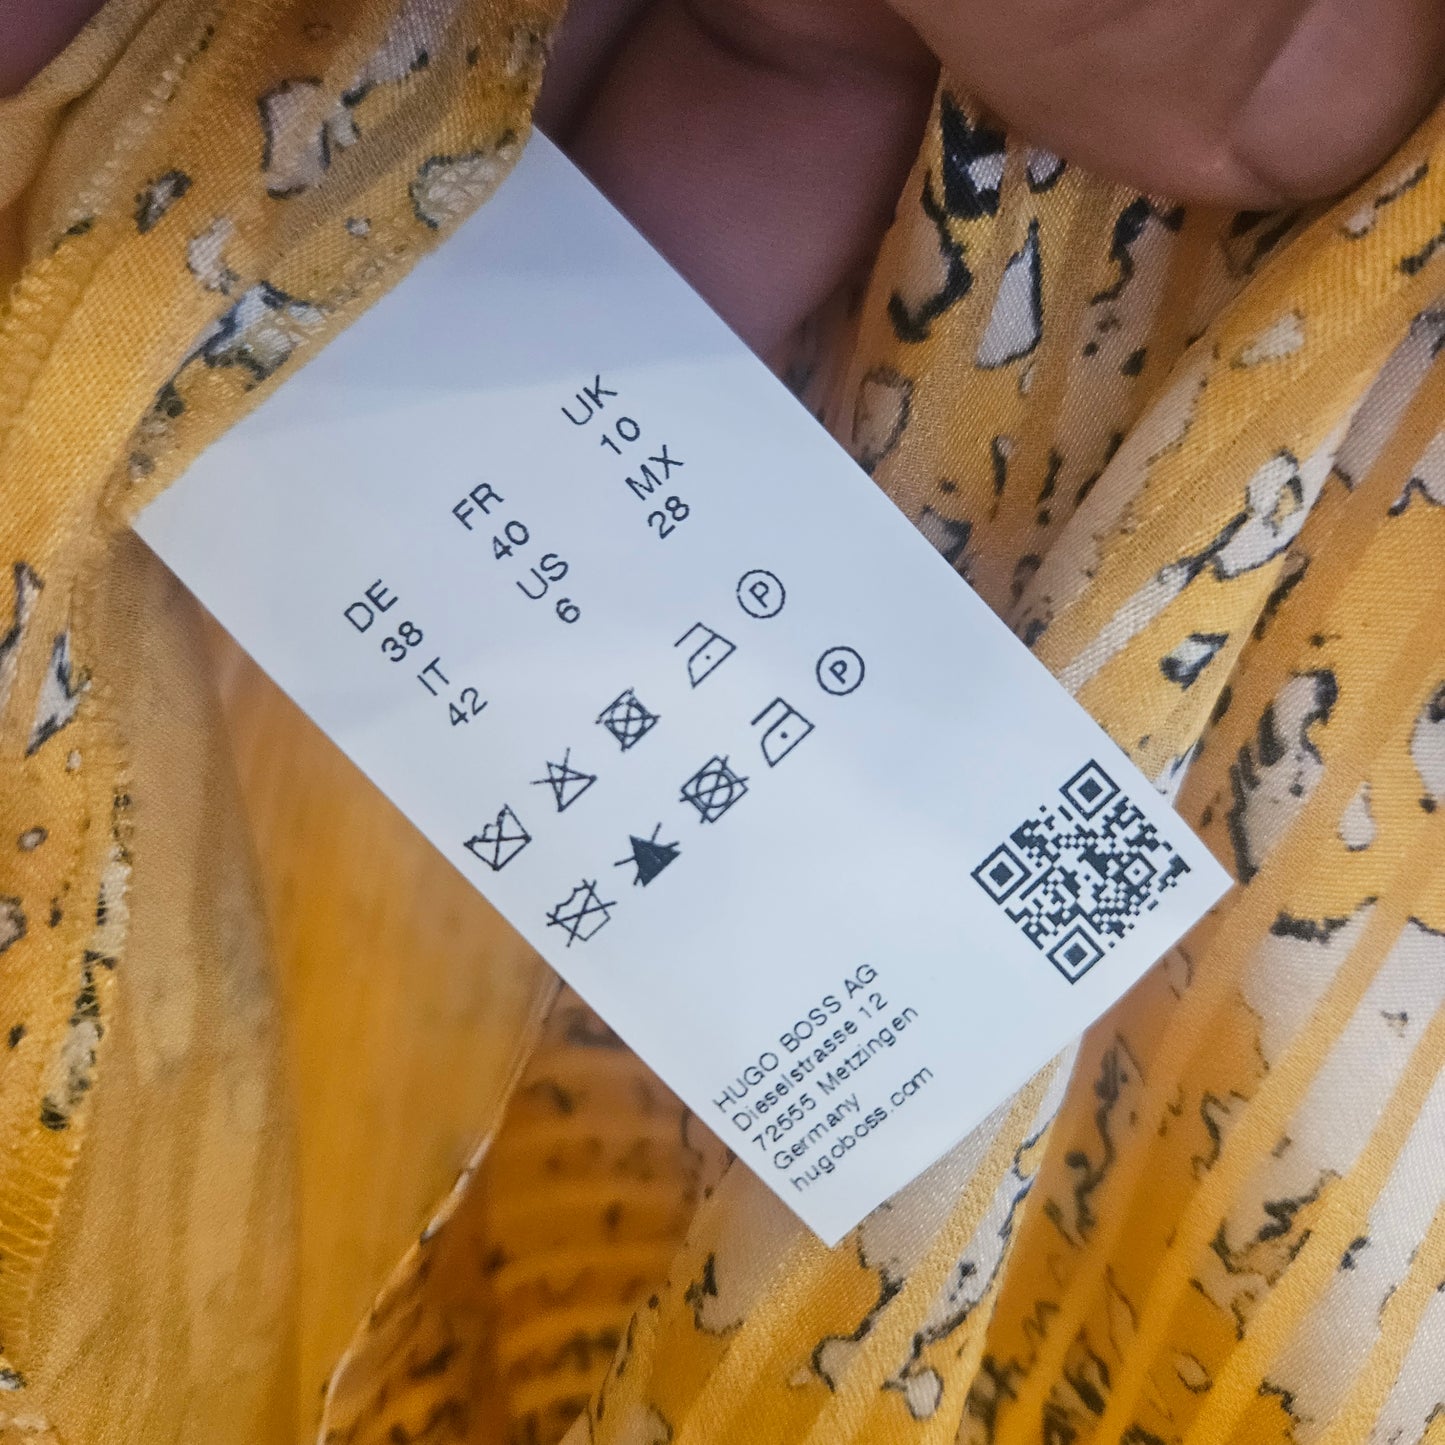 DE FR UK
38 40 10
IT US MX
42 6 28
P
P
HUGO BOSS AG
Dieselstrasse 12
72555 Metzingen
Germany
hugoboss.com